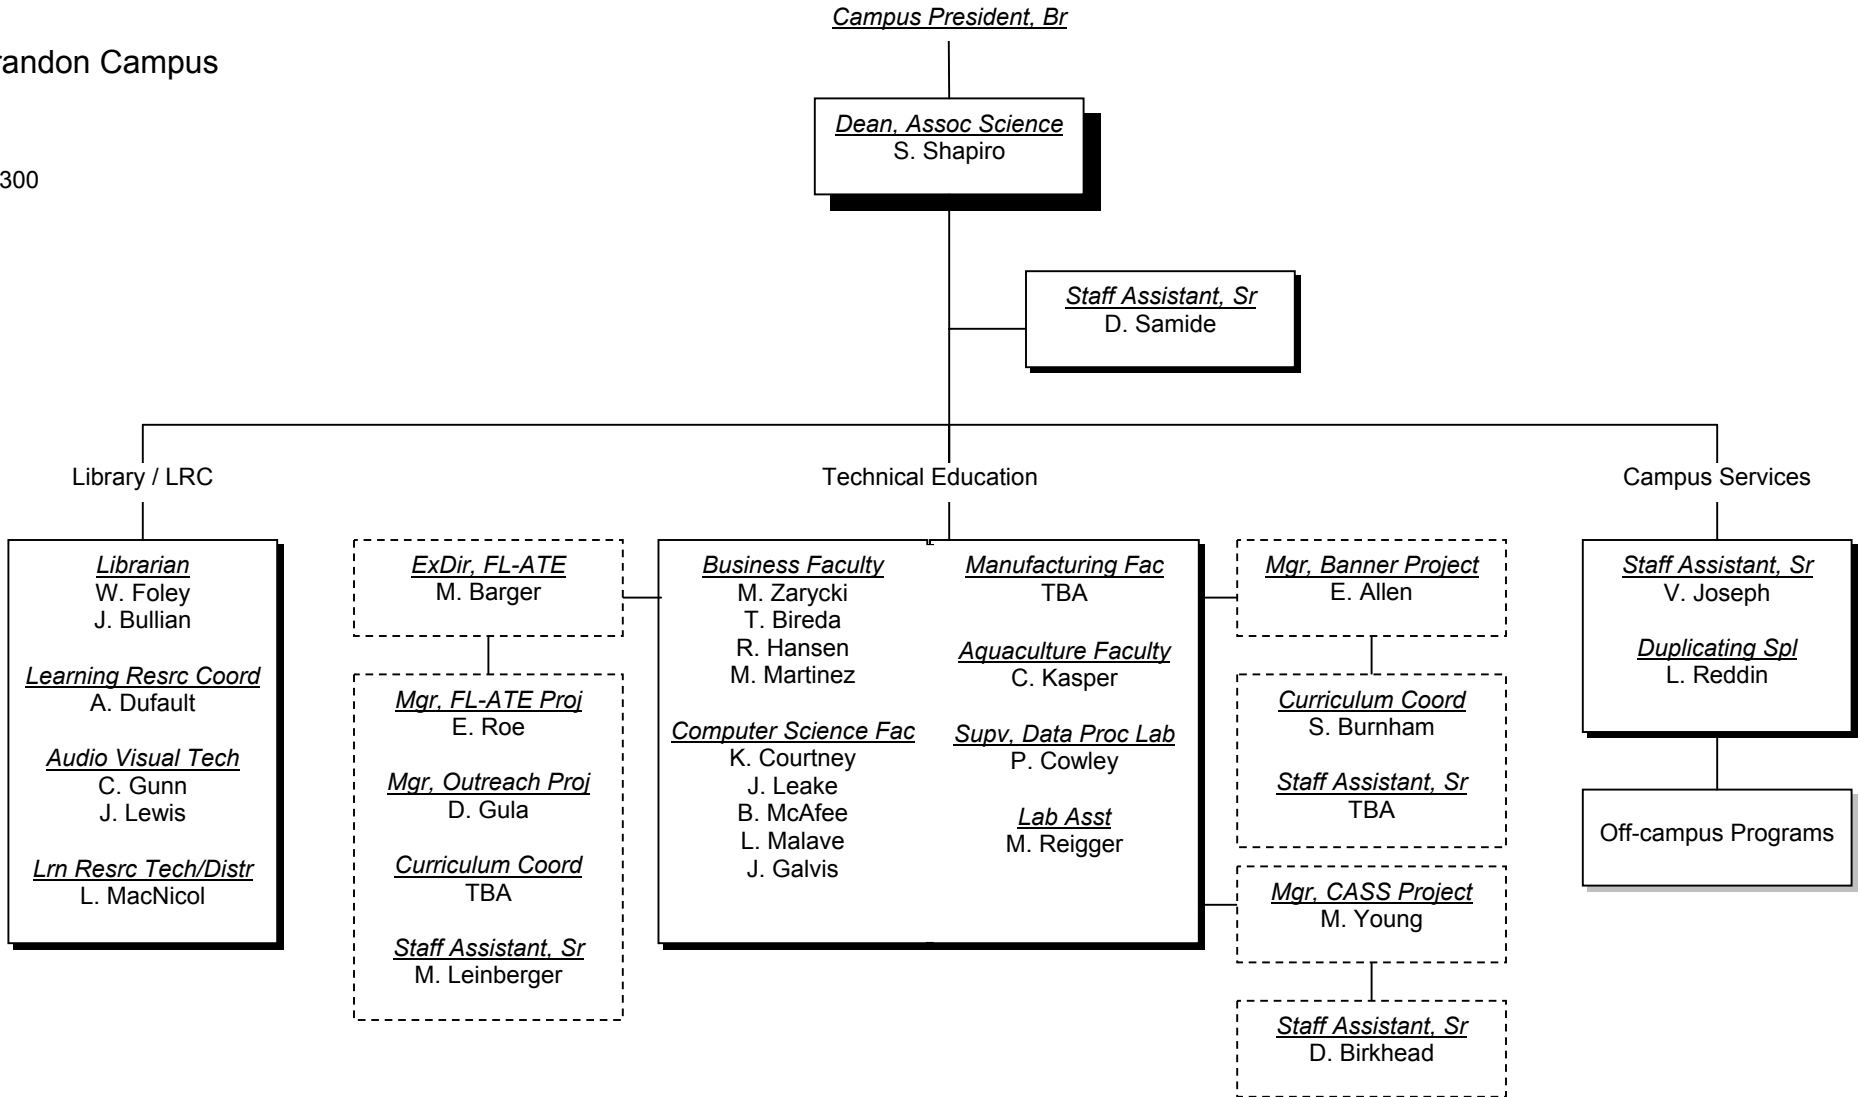 Campus President, Br
randon Campus
Dean, Assoc Science
S. Shapiro
300
Staff Assistant, Sr
D. Samide
Library / LRC
Technical Education
Campus Services
Librarian
W. Foley
J. Bullian
Learning Resrc Coord
A. Dufault
Audio Visual Tech
C. Gunn
J. Lewis
Lrn Resrc Tech/Distr
L. MacNicol
ExDir, FL-ATE
M. Barger
Mgr, FL-ATE Proj
E. Roe
Mgr, Outreach Proj
D. Gula
Curriculum Coord
TBA
Staff Assistant, Sr
M. Leinberger
Business Faculty
M. Zarycki
T. Bireda
R. Hansen
M. Martinez
Computer Science Fac
K. Courtney
J. Leake
B. McAfee
L. Malave
J. Galvis
Manufacturing Fac
TBA
Aquaculture Faculty
C. Kasper
Supv, Data Proc Lab
P. Cowley
Lab Asst
M. Reigger
Mgr, Banner Project
E. Allen
Curriculum Coord
S. Burnham
Staff Assistant, Sr
TBA
Mgr, CASS Project
M. Young
Staff Assistant, Sr
D. Birkhead
Staff Assistant, Sr
V. Joseph
Duplicating Spl
L. Reddin
Off-campus Programs